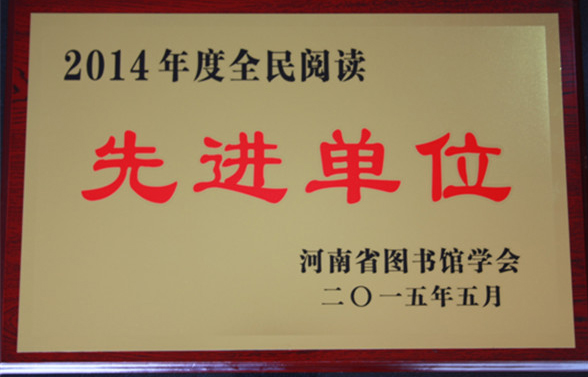 2014年度全民阅读
先进单位
河南省图书馆学会
二〇一五年五月